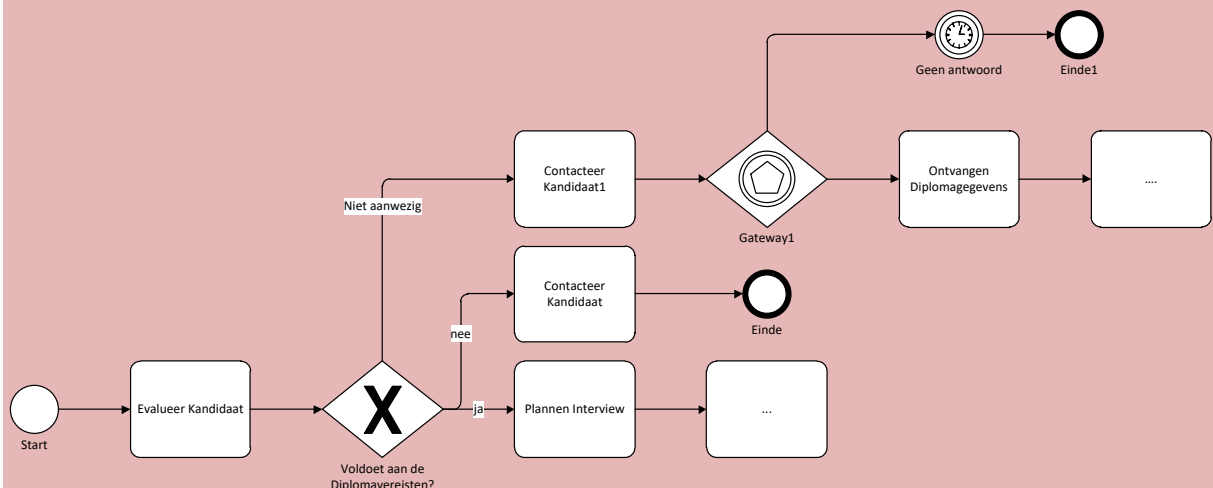 Geen antwoord
Einde1
Contacteer
Kandidaat1
Ontvangen
Diplomagegevens
....
Niet aanwezig
Gateway1
Contacteer
Kandidaat
nee
Einde
Evalueer Kandidaat
X
ja
Plannen Interview
...
Start
Voldoet aan de
Diplomavereisten?